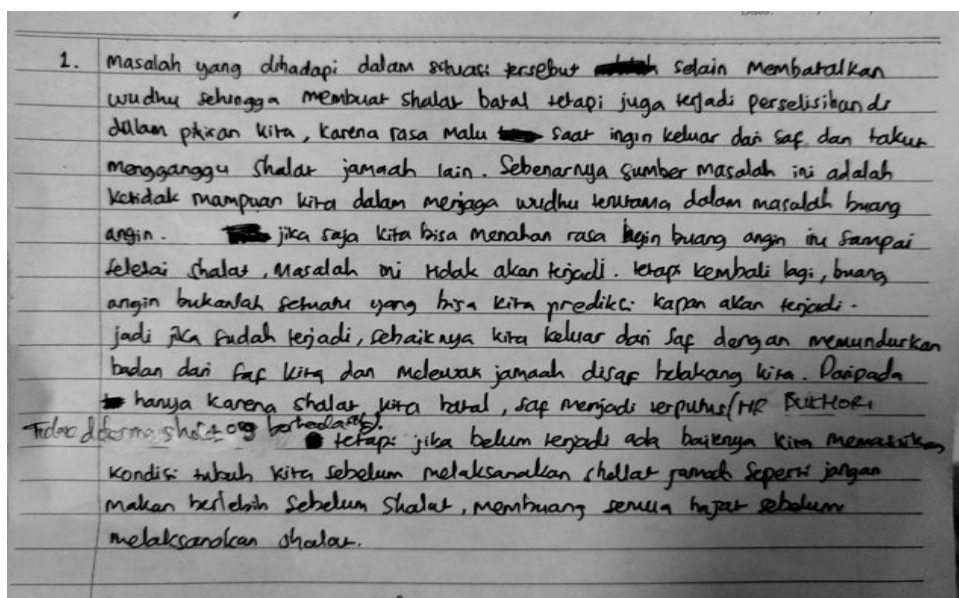 1. Masalah yang dihadapi dalam situasi tersebut selain membatalkan
wudhu sehingga membuat shalat batal tetapi juga terjadi perselisihan di
dalam pikiran kita, karena rasa malu saat ingin keluar dari saf dan takut
mengganggu shalat jamaah lain. Sebenarnya sumber masalah ini adalah
ketidak mampuan kita dalam menjaga wudhu terutama dalam masalah buang
angin. jika saja kita bisa menahan rasa ingin buang angin itu sampai
selesai shalat, masalah ini tidak akan terjadi. tetapi kembali lagi, buang
angin bukanlah sesuatu yang bisa kita prediksi kapan akan terjadi.
jadi jika sudah terjadi, sebaiknya kita keluar dari saf dengan memundurkan
badan dari saf kita dan melewati jamaah disaf belakang kita. Daripada
hanya karena shalat kita batal, saf menjadi terputus (HR BUKHORI
Tidak diterima shalat org berhadats).
tetapi jika belum terjadi ada baiknya kita memastikan
kondisi tubuh kita sebelum melaksanakan shallat jamaah seperti jangan
makan berlebih sebelum shalat, membuang semua hajat sebelum
melaksanakan shalat.